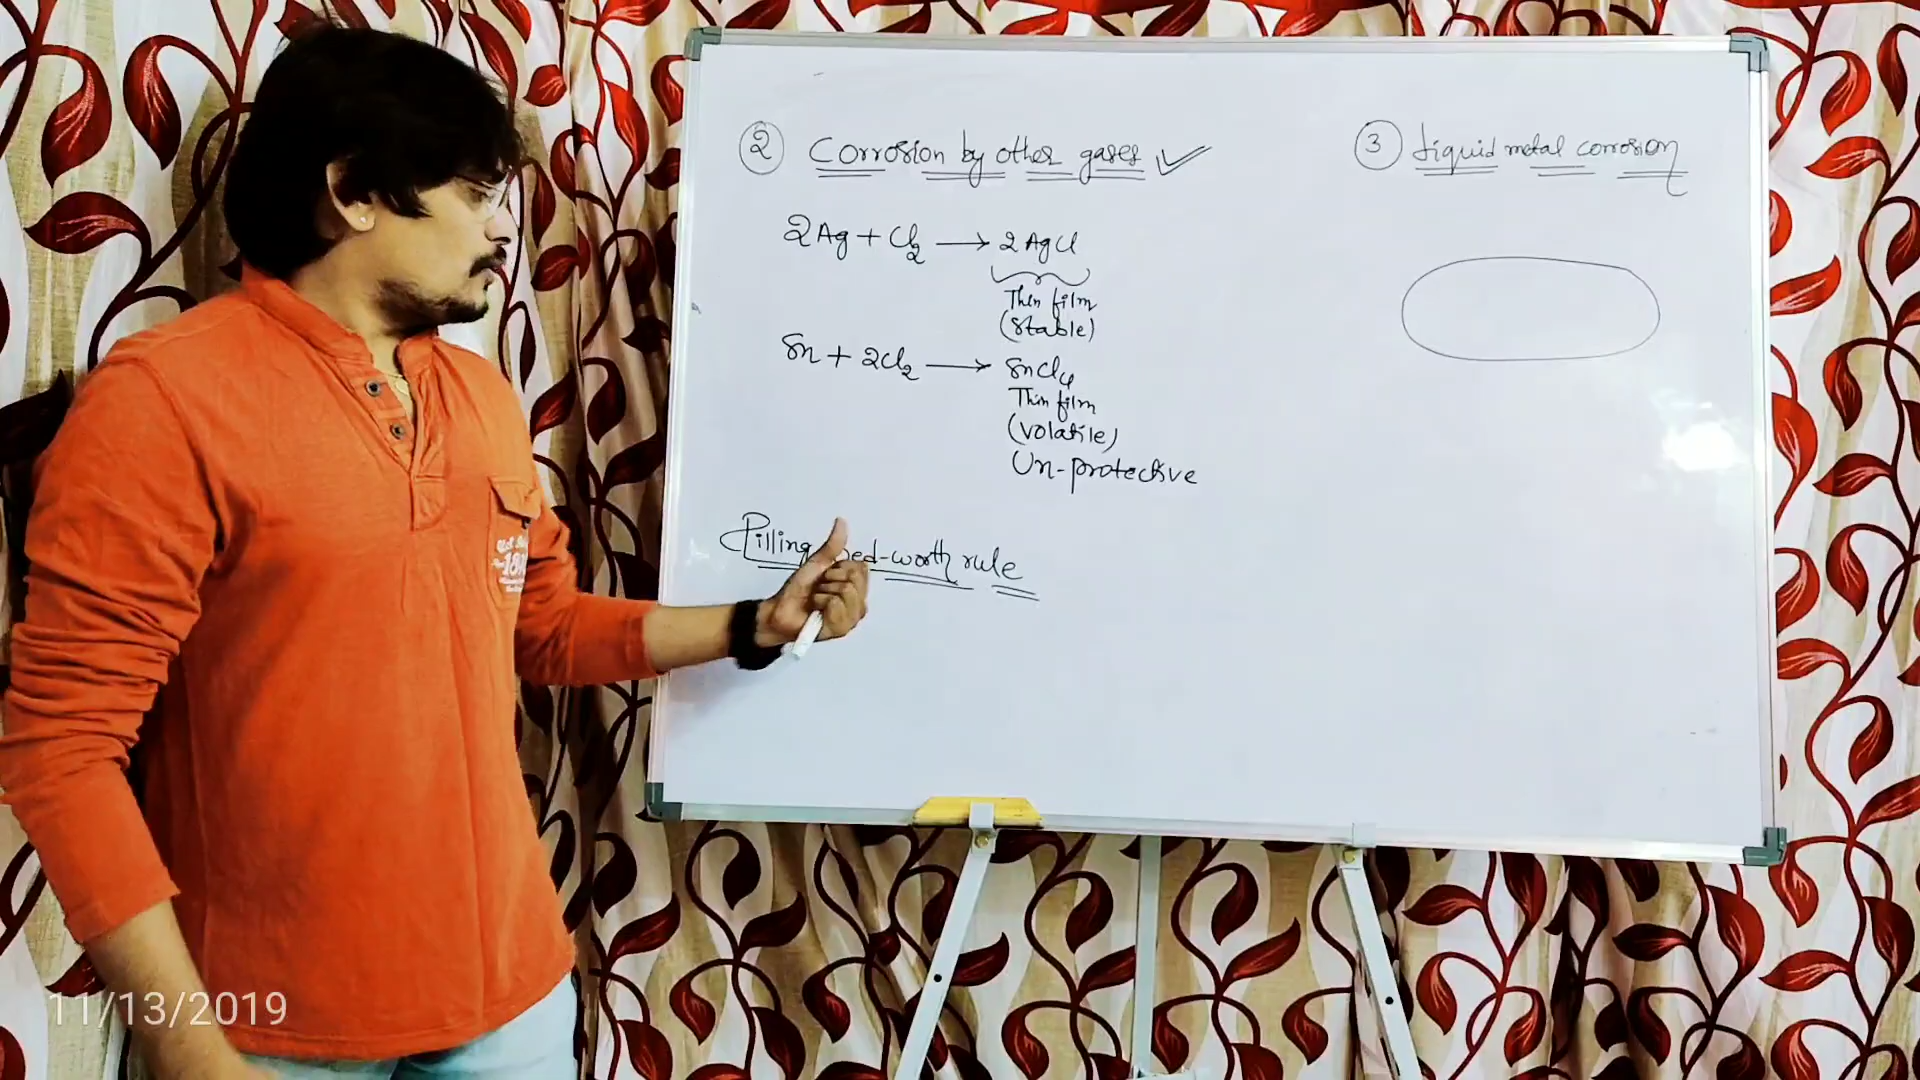 ② Corrosion by other gases ✓
2Ag + Cl₂ → 2AgCl
Thin film
(Stable)
Sn + 2Cl₂ → SnCl₄
Thin film
(Volatile)
Un-protective
Pilling ed-worth rule
③ Liquid metal corrosion
11/13/2019